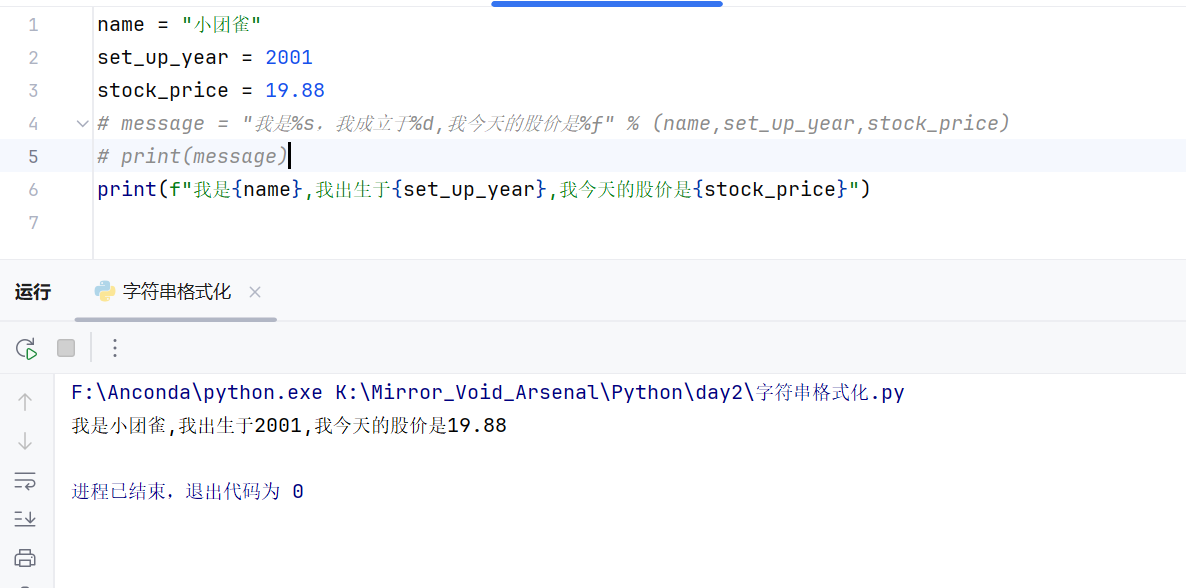 1 name = "小团雀"
2 set_up_year = 2001
3 stock_price = 19.88
4 # message = "我是%s．我成立于%d,我今天的股价是%f" % (name,set_up_year,stock_price)
5 # print(message)
6 print(f"我是{name},我出生于{set_up_year},我今天的股价是{stock_price}")
7
运行 字符串格式化
F:\Anconda\python.exe K:\Mirror_Void_Arsenal\Python\day2\字符串格式化.py
我是小团雀,我出生于2001,我今天的股价是19.88
进程已结束，退出代码为 0